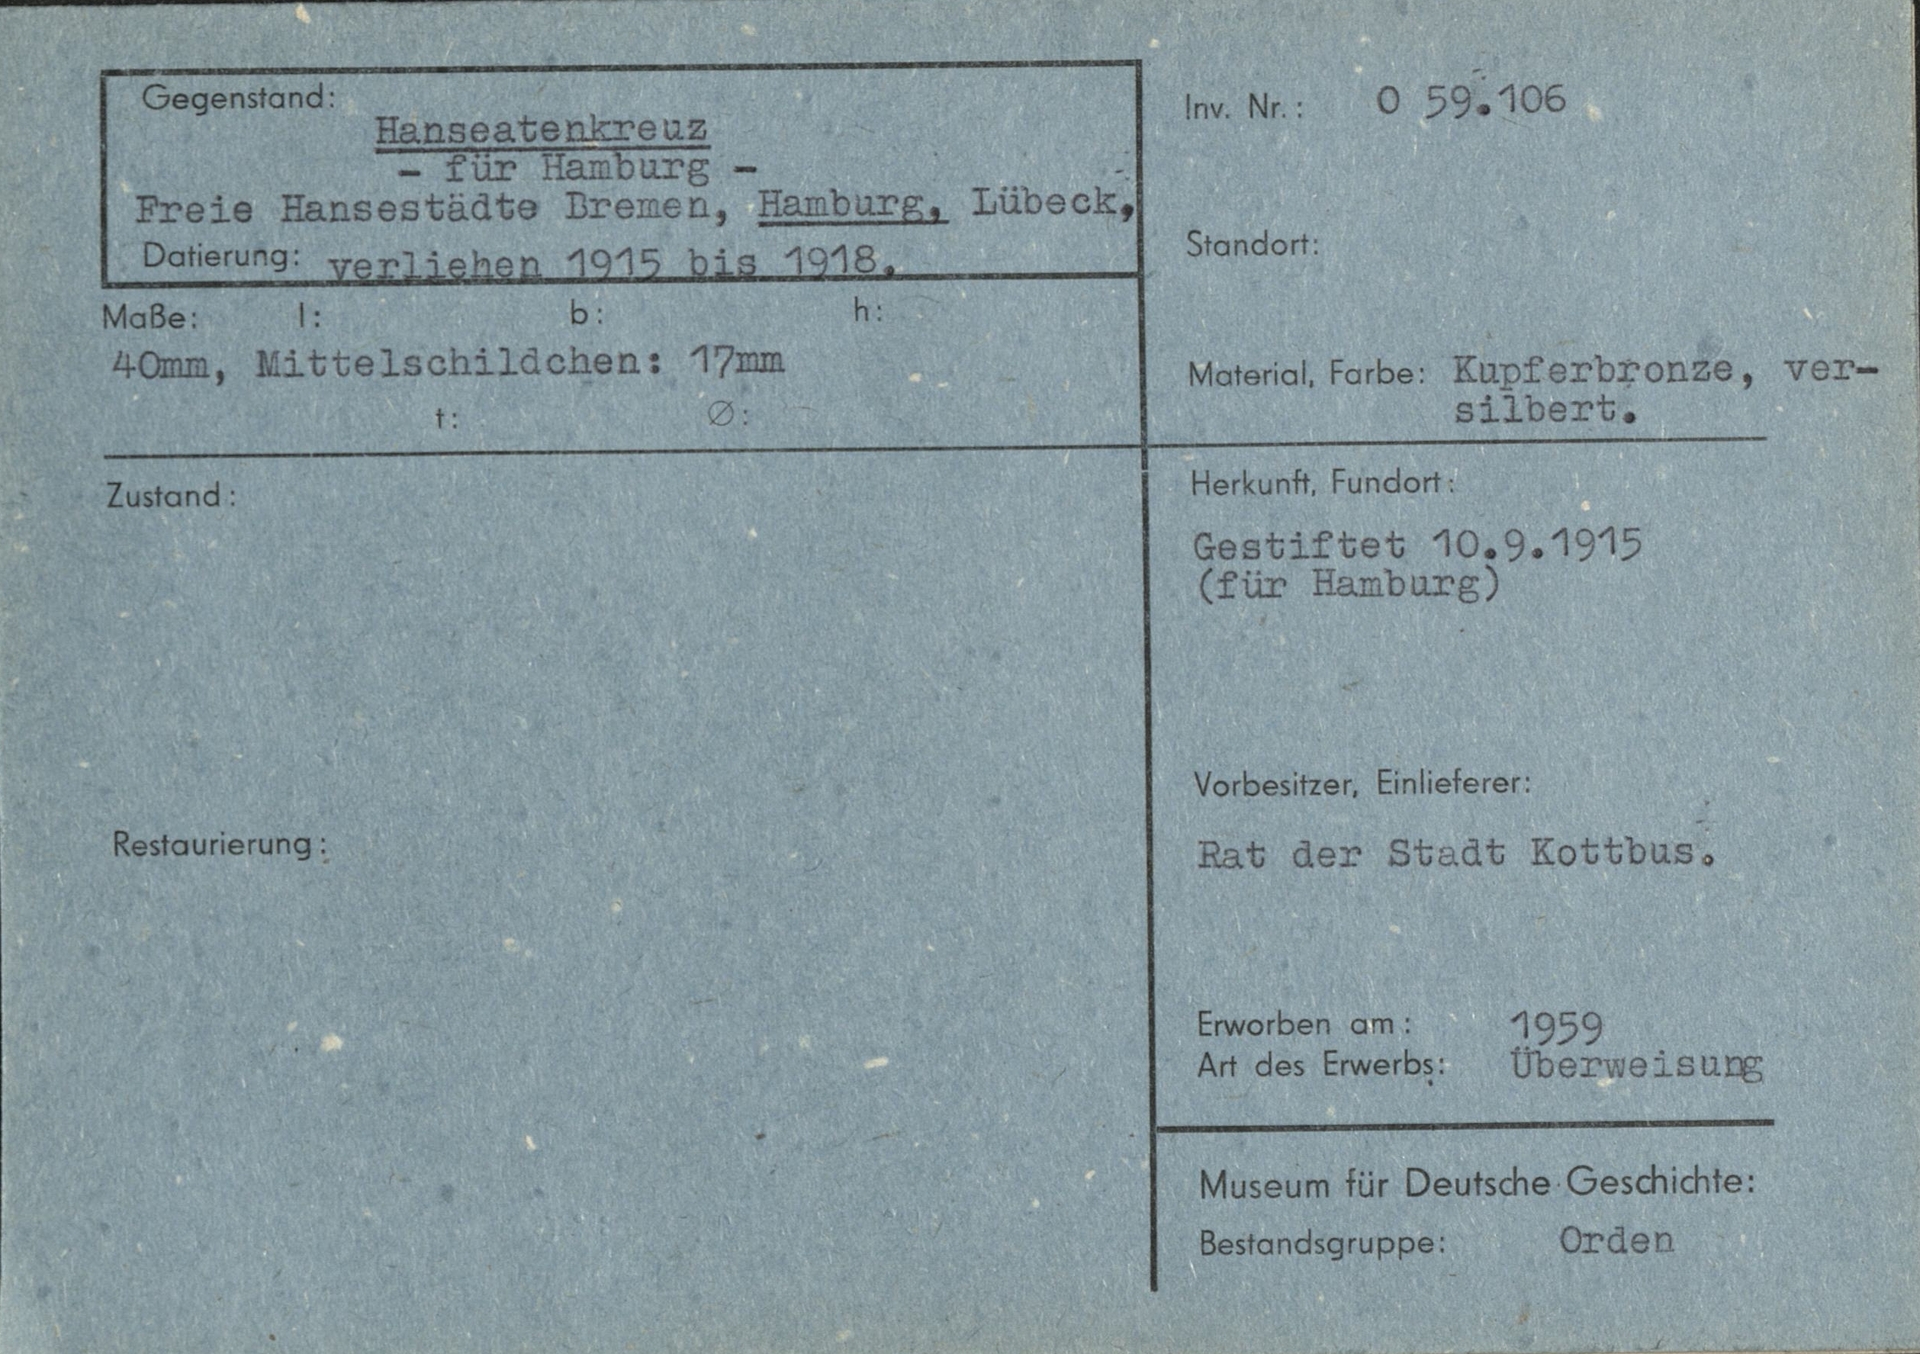 Gegenstand:
Hanseatenkreuz
- für Hamburg -
Freie Hansestädte Bremen, Hamburg, Lübeck,
Datierung: verliehen 1915 bis 1918.
Maße: l: b: h:
40mm, Mittelschildchen: 17mm
t: Ø:
Zustand:
Restaurierung:
Inv. Nr.: O 59.106
Standort:
Material, Farbe: Kupferbronze, ver-
silbert.
Herkunft, Fundort:
Gestiftet 10.9.1915
(für Hamburg)
Vorbesitzer, Einlieferer:
Rat der Stadt Kottbus.
Erworben am: 1959
Art des Erwerbs: Überweisung
Museum für Deutsche Geschichte:
Bestandsgruppe: Orden